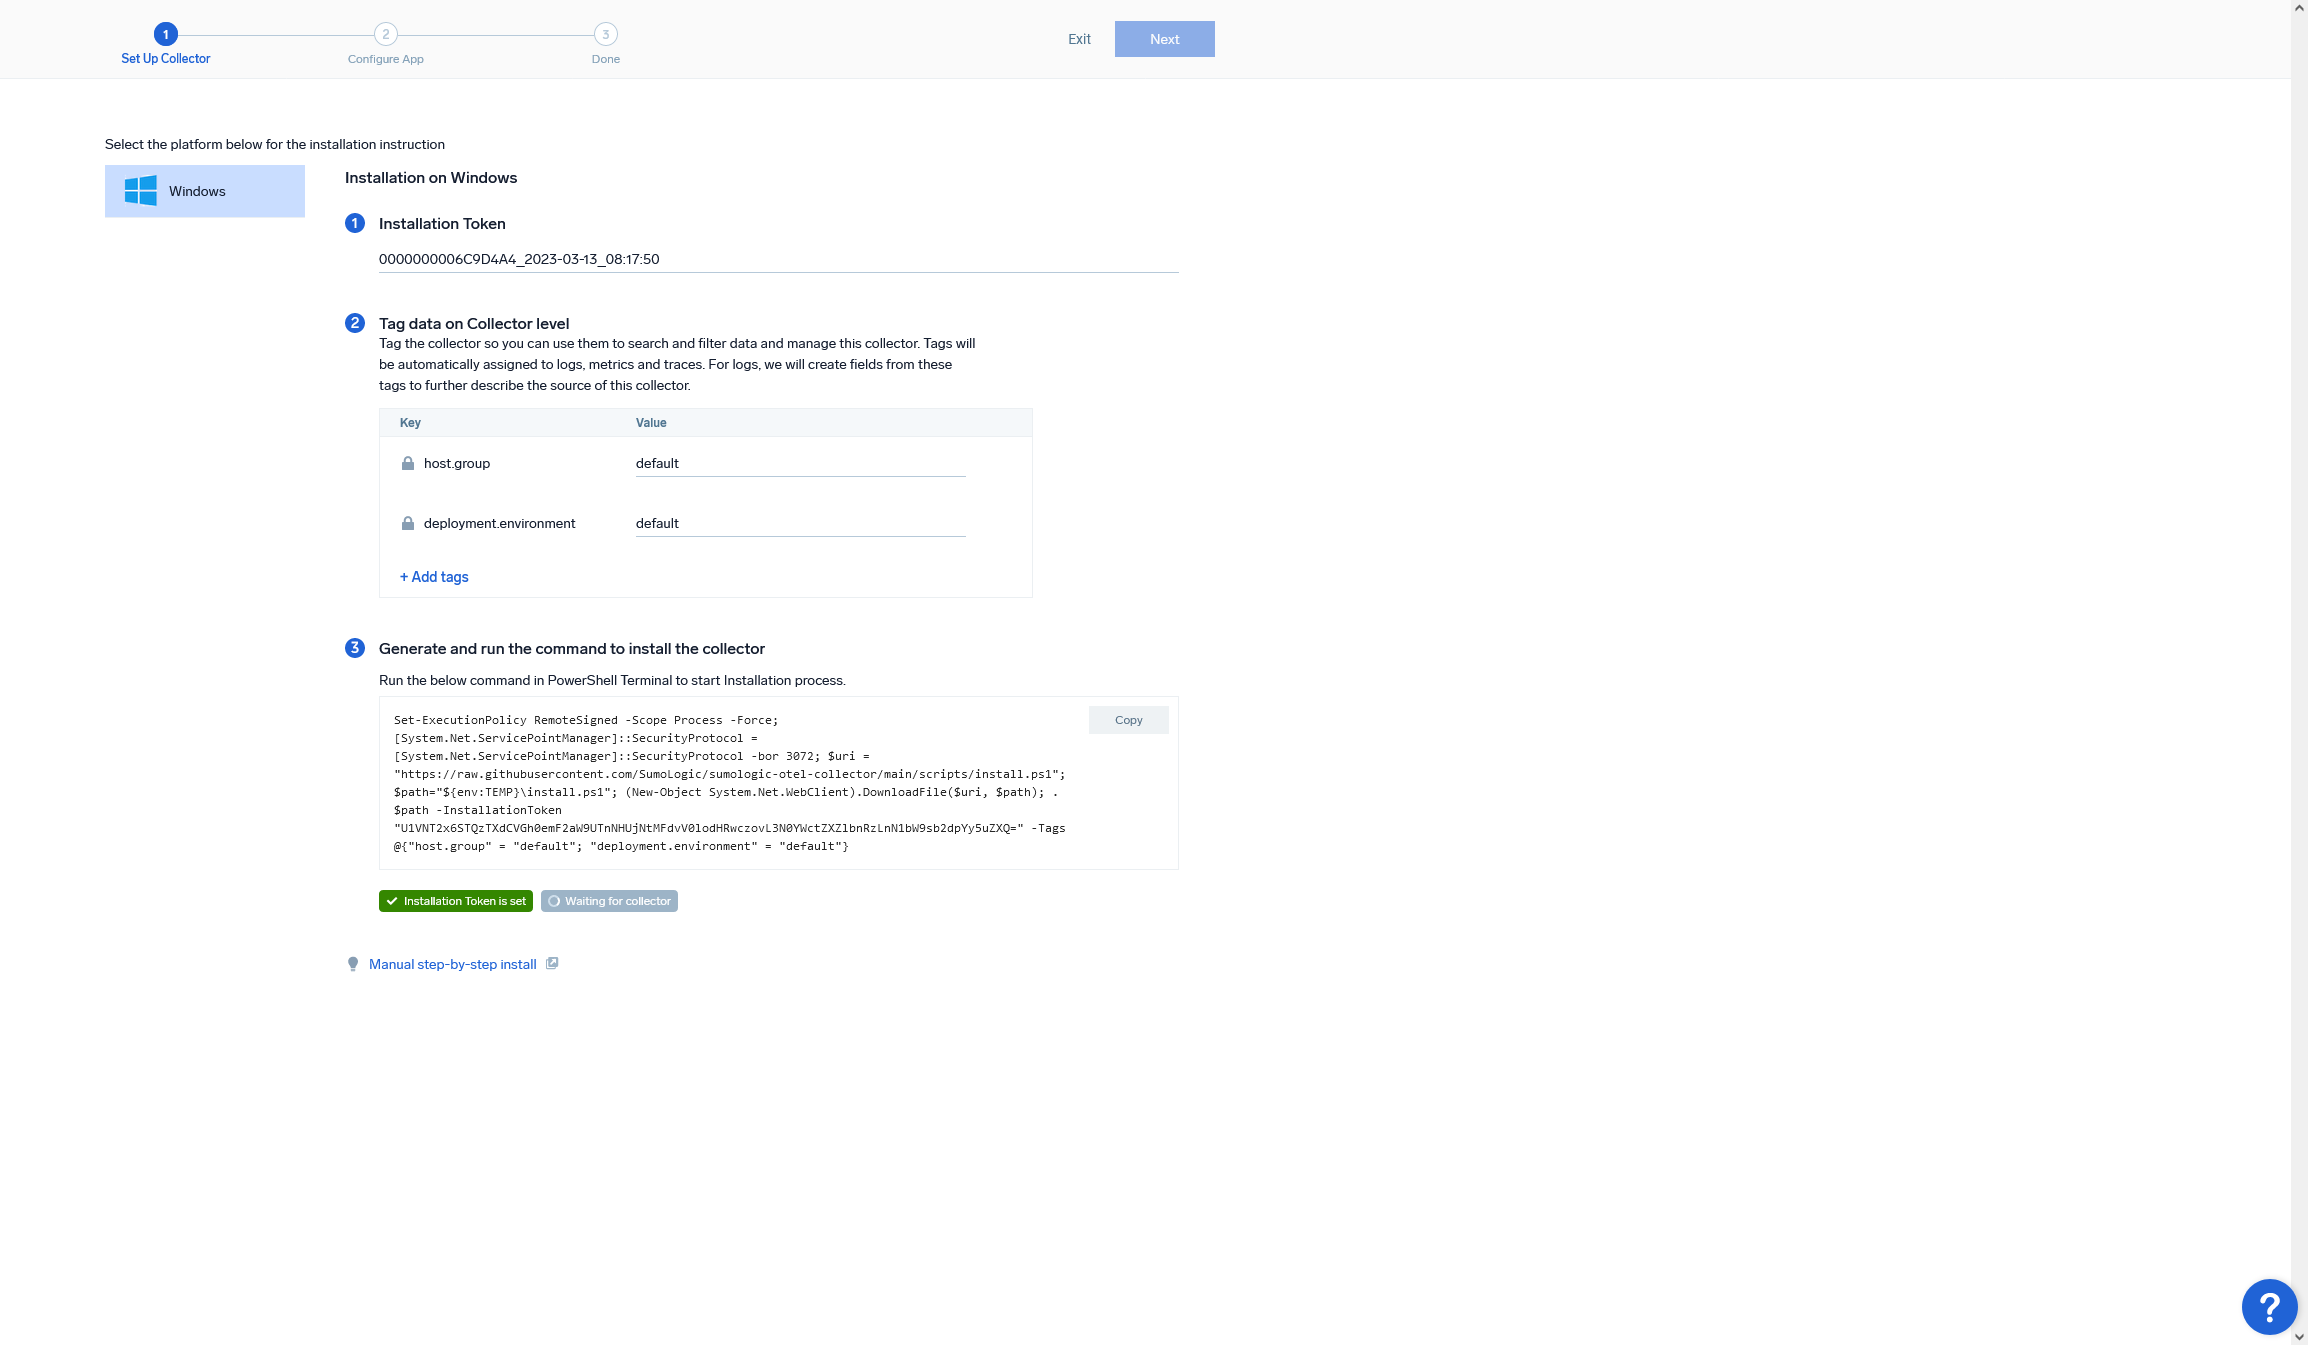 1
2
3
Set Up Collector
Configure App
Done
Exit
Next
Select the platform below for the installation instruction
Windows
Installation on Windows
1 Installation Token
0000000006C9D4A4_2023-03-13_08:17:50
2 Tag data on Collector level
Tag the collector so you can use them to search and filter data and manage this collector. Tags will
be automatically assigned to logs, metrics and traces. For logs, we will create fields from these
tags to further describe the source of this collector.
Key Value
host.group default
deployment.environment default
+ Add tags
3 Generate and run the command to install the collector
Run the below command in PowerShell Terminal to start Installation process.
Set-ExecutionPolicy RemoteSigned -Scope Process -Force;
Copy
[System.Net.ServicePointManager]::SecurityProtocol =
[System.Net.ServicePointManager]::SecurityProtocol -bor 3072; $uri =
"https://raw.githubusercontent.com/SumoLogic/sumologic-otel-collector/main/scripts/install.ps1";
$path="${env:TEMP}\install.ps1"; (New-Object System.Net.WebClient).DownloadFile($uri, $path); .
$path -InstallationToken
"U1VNT2x6STQzTXdCVGh0emF2aW9UTnNHUjNtMFdvV0lodHRwczovL3N0YWctZXZlbnRzLnN1bW9sb2dpYy5uZXQ=" -Tags
@{"host.group" = "default"; "deployment.environment" = "default"}
Installation Token is set
Waiting for collector
Manual step-by-step install
?